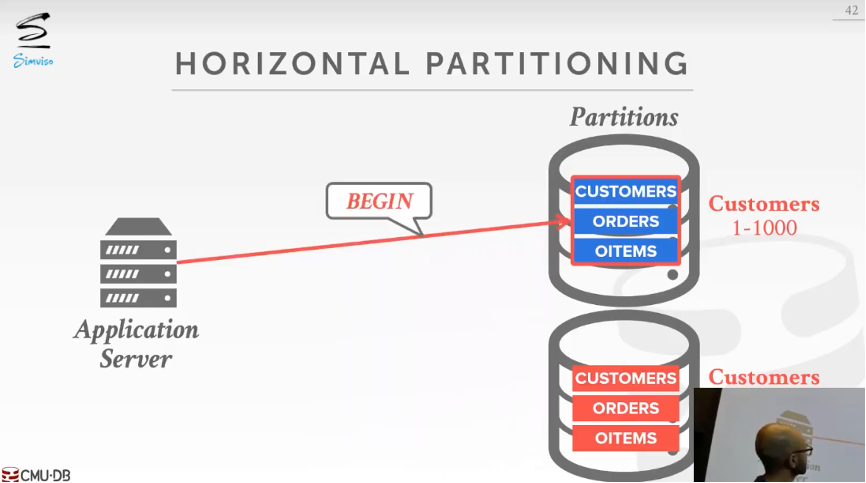 42
Simviso
HORIZONTAL PARTITIONING
Partitions
BEGIN
CUSTOMERS
ORDERS
OITEMS
Customers
1-1000
Application
Server
CUSTOMERS
ORDERS
OITEMS
Customers
CMU·DB